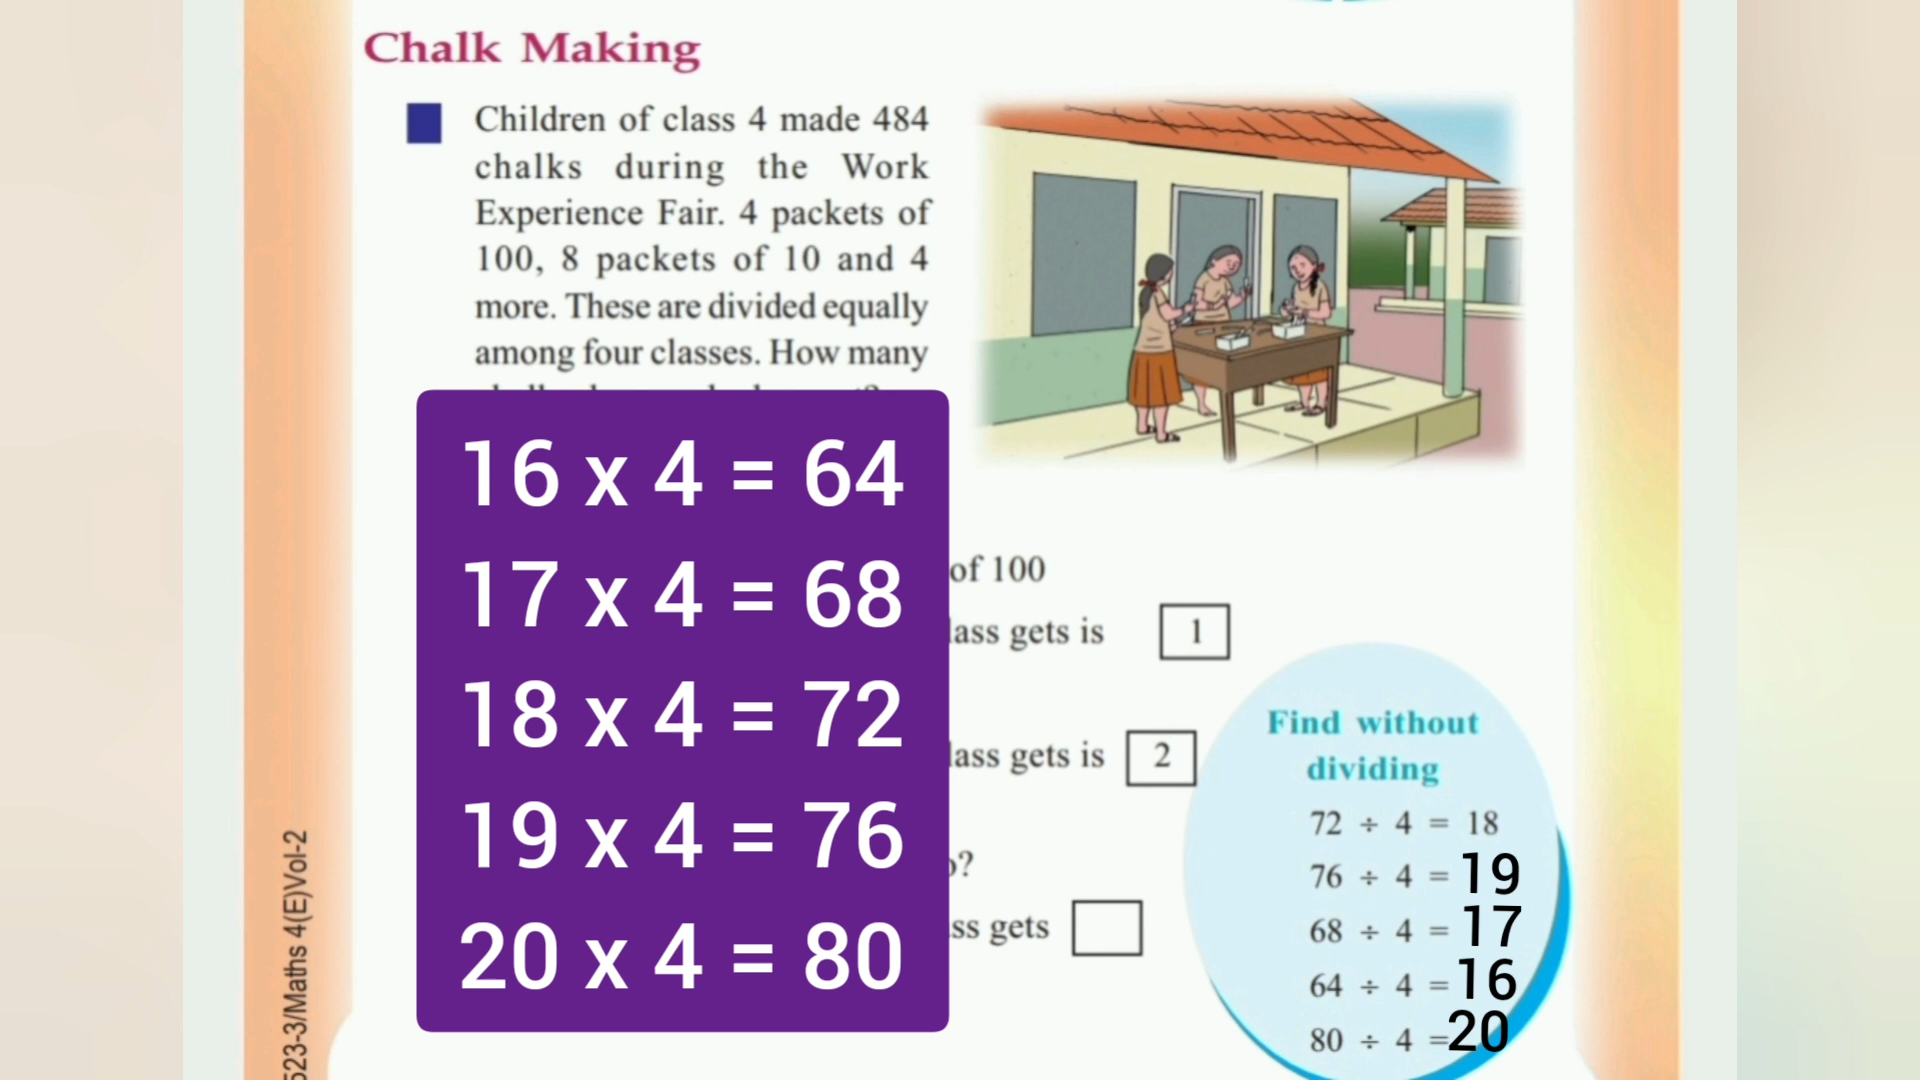 Chalk Making
Children of class 4 made 484
chalks during the Work
Experience Fair. 4 packets of
100, 8 packets of 10 and 4
more. These are divided equally
among four classes. How many
16 x 4 = 64
17 x 4 = 68
18 x 4 = 72
19 x 4 = 76
20 x 4 = 80
of 100
gets is 1
gets is 2
gets
Find without
dividing
72 ÷ 4 = 18
76 ÷ 4 = 19
68 ÷ 4 = 17
64 ÷ 4 = 16
80 ÷ 4 = 20
523-3/Maths 4(E)Vol-2